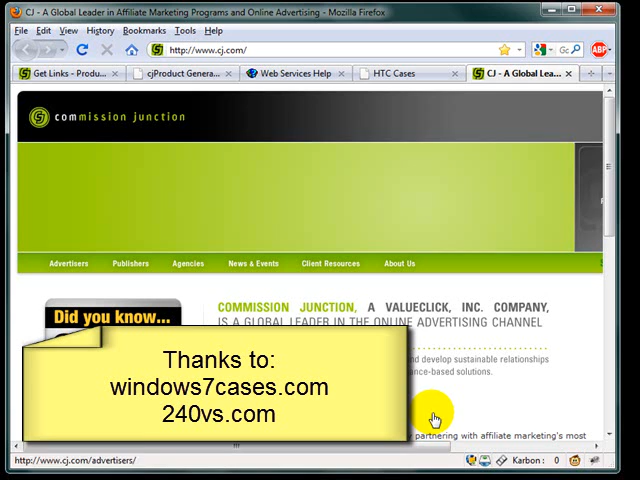 CJ - A Global Leader in Affiliate Marketing Programs and Online Advertising - Mozilla Firefox
File Edit View History Bookmarks Tools Help
http://www.cj.com/
Get Links - Produ...
cjProduct Genera...
Web Services Help
HTC Cases
CJ - A Global Lea...
commission junction
Advertisers Publishers Agencies News & Events Client Resources About Us
Did you know...
COMMISSION JUNCTION, A VALUECLICK, INC. COMPANY,
IS A GLOBAL LEADER IN THE ONLINE ADVERTISING CHANNEL
nd develop sustainable relationships
ance-based solutions.
Thanks to:
windows7cases.com
240vs.com
y partnering with affiliate marketing's most
http://www.cj.com/advertisers/
Karbon: 0